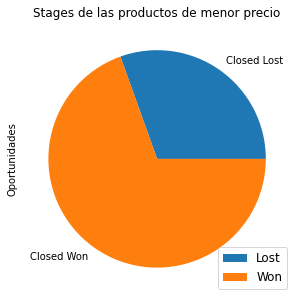 Stages de las productos de menor precio
Closed Lost
Oportunidades
Closed Won
Lost
Won